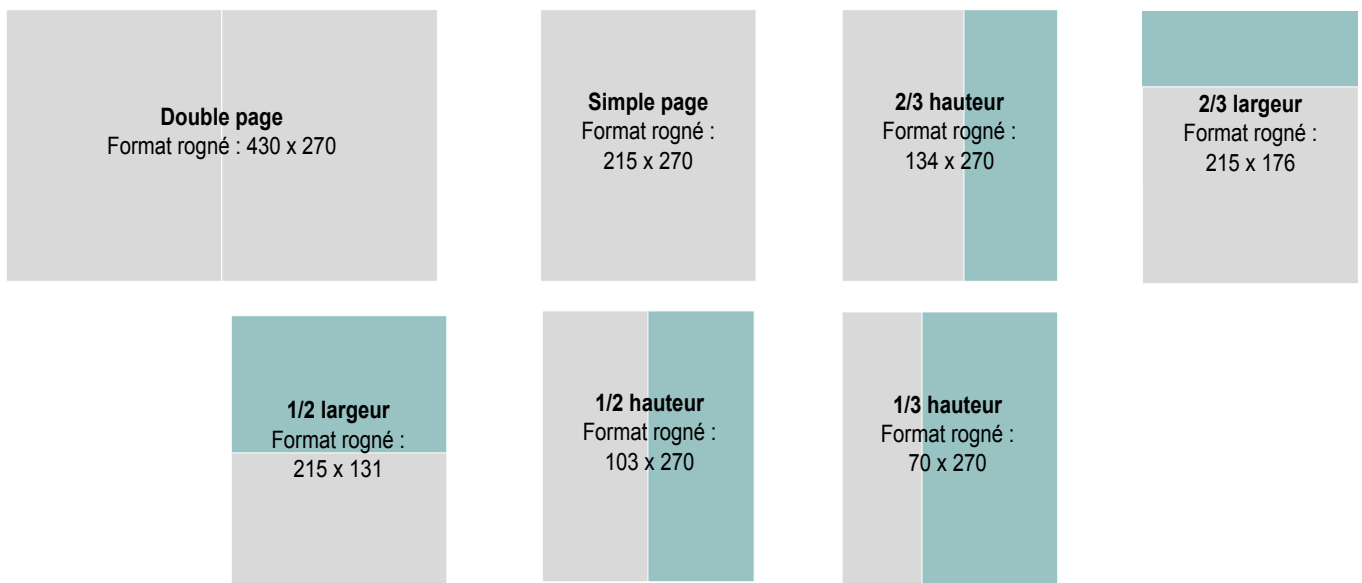 Double page
Format rogné : 430 x 270
Simple page
Format rogné :
215 x 270
2/3 hauteur
Format rogné :
134 x 270
2/3 largeur
Format rogné :
215 x 176
1/2 largeur
Format rogné :
215 x 131
1/2 hauteur
Format rogné :
103 x 270
1/3 hauteur
Format rogné :
70 x 270